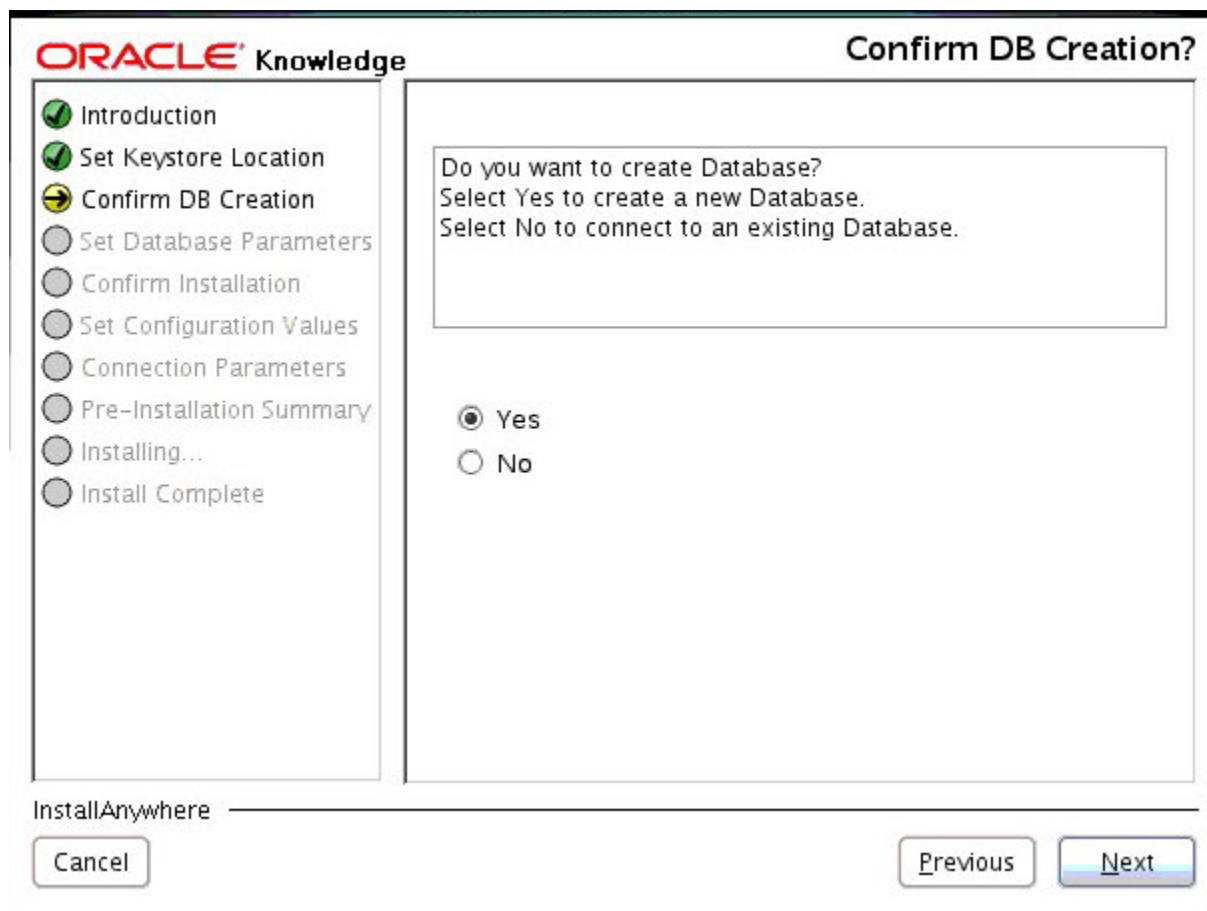 ORACLE Knowledge
Confirm DB Creation?
Introduction
Set Keystore Location
Confirm DB Creation
Set Database Parameters
Confirm Installation
Set Configuration Values
Connection Parameters
Pre-Installation Summary
Installing...
Install Complete
Do you want to create Database?
Select Yes to create a new Database.
Select No to connect to an existing Database.
Yes
No
InstallAnywhere
Cancel
Previous
Next